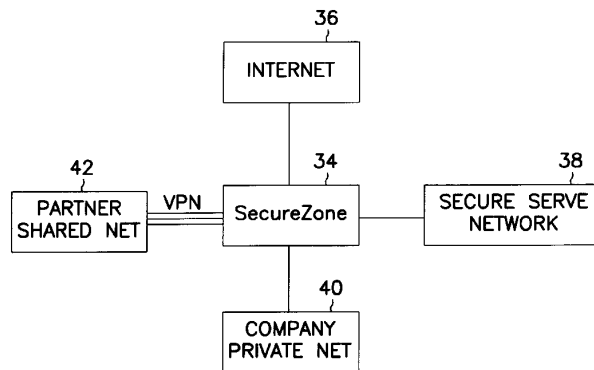 36
INTERNET
42
PARTNER
SHARED NET
VPN
34
SecureZone
38
SECURE SERVE
NETWORK
40
COMPANY
PRIVATE NET